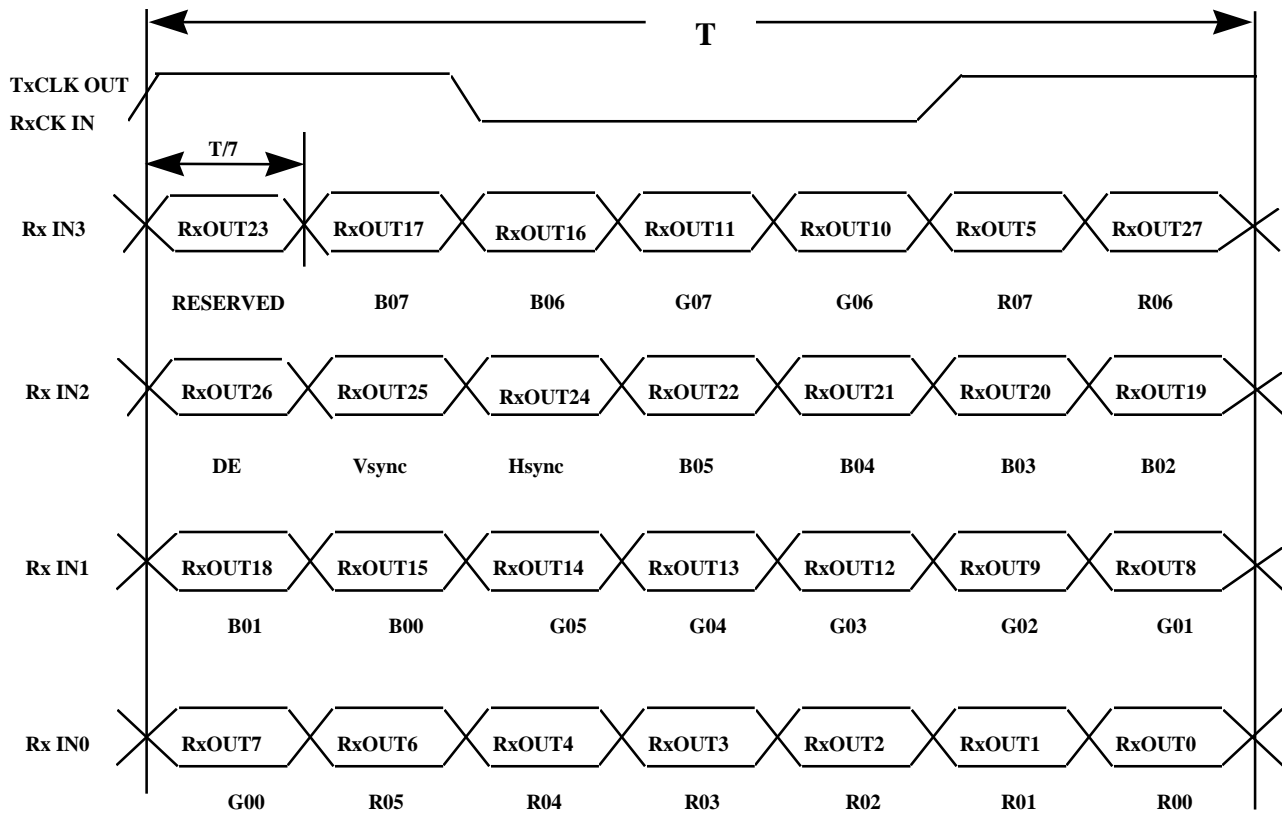 T
TxCLK OUT
RxCK IN
T/7
Rx IN3 RxOUT23 RxOUT17 RxOUT16 RxOUT11 RxOUT10 RxOUT5 RxOUT27
RESERVED B07 B06 G07 G06 R07 R06
Rx IN2 RxOUT26 RxOUT25 RxOUT24 RxOUT22 RxOUT21 RxOUT20 RxOUT19
DE Vsync Hsync B05 B04 B03 B02
Rx IN1 RxOUT18 RxOUT15 RxOUT14 RxOUT13 RxOUT12 RxOUT9 RxOUT8
B01 B00 G05 G04 G03 G02 G01
Rx IN0 RxOUT7 RxOUT6 RxOUT4 RxOUT3 RxOUT2 RxOUT1 RxOUT0
G00 R05 R04 R03 R02 R01 R00